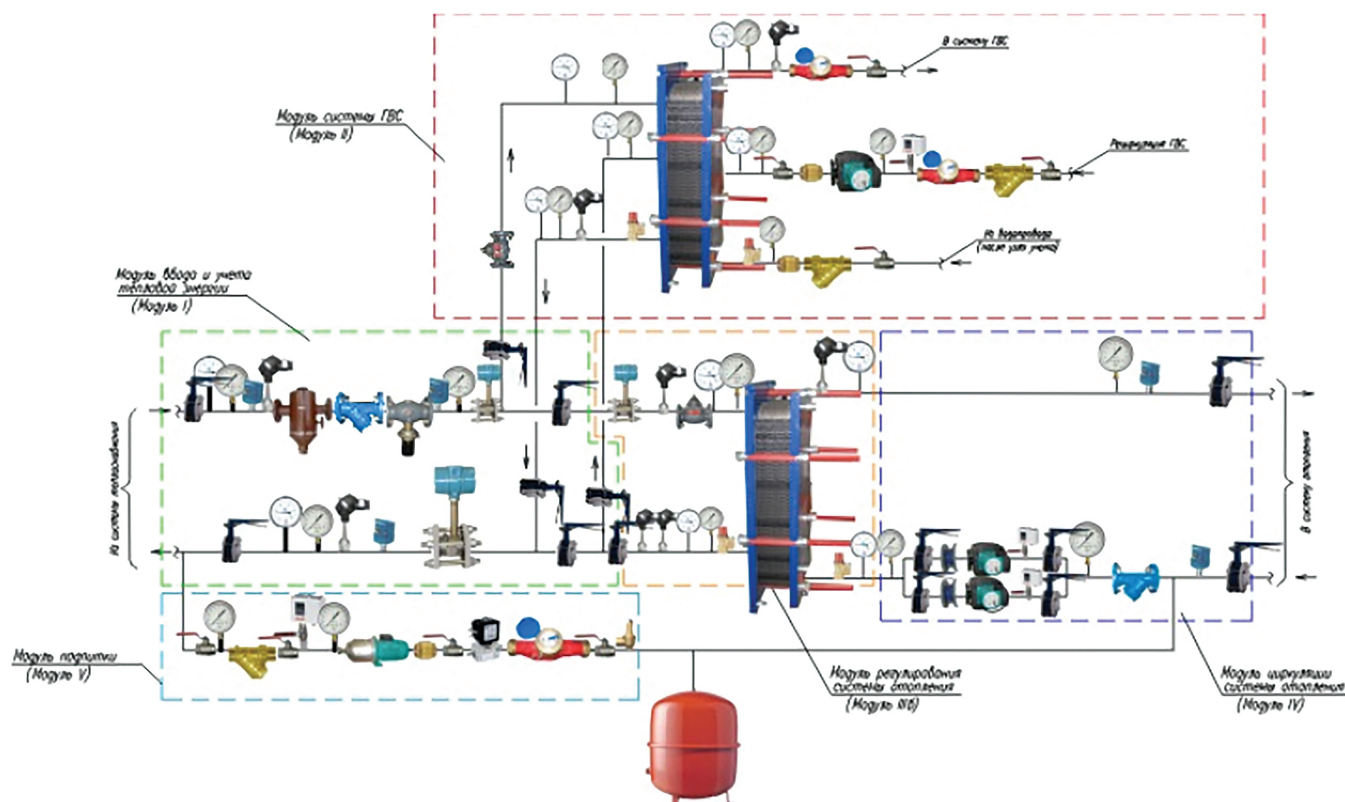 В систему ГВС
Модуль системы ГВС
(Модуль II)
Рециркуляция ГВС
Из водопровода
(после узла учета)
Модуль ввода и учета
тепловой энергии
(Модуль I)
Из системы теплоснабжения
В систему отопления
Модуль подпитки
(Модуль V)
Модуль регулирования
системы отопления
(Модуль IIIб)
Модуль циркуляции
системы отопления
(Модуль IV)